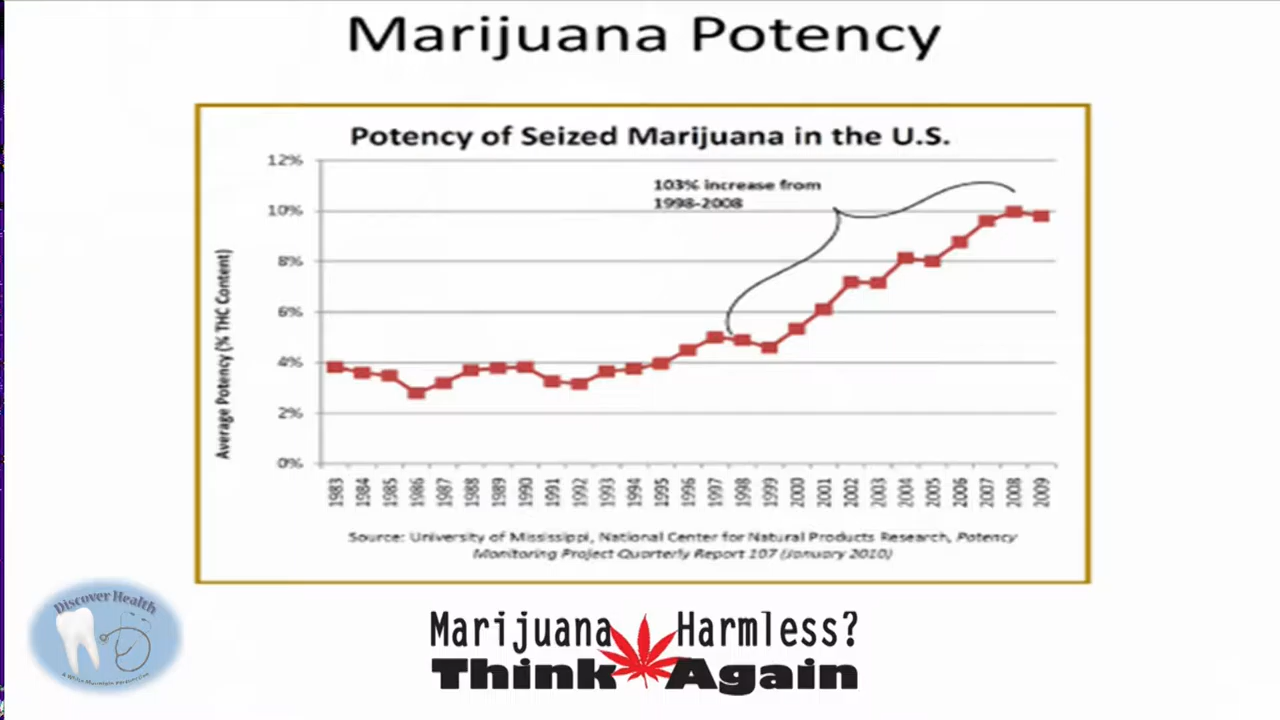 Marijuana Potency
Potency of Seized Marijuana in the U.S.
12%
103% increase from
1998-2008
10%
8%
6%
4%
2%
0%
Average Potency (% THC Content)
1983 1984 1985 1986 1987 1988 1989 1990 1991 1992 1993 1994 1995 1996 1997 1998 1999 2000 2001 2002 2003 2004 2005 2006 2007 2008 2009
Source: University of Mississippi, National Center for Natural Products Research, Potency
Monitoring Project Quarterly Report 107 (January 2010)
Discover Health
Marijuana Harmless?
Think Again